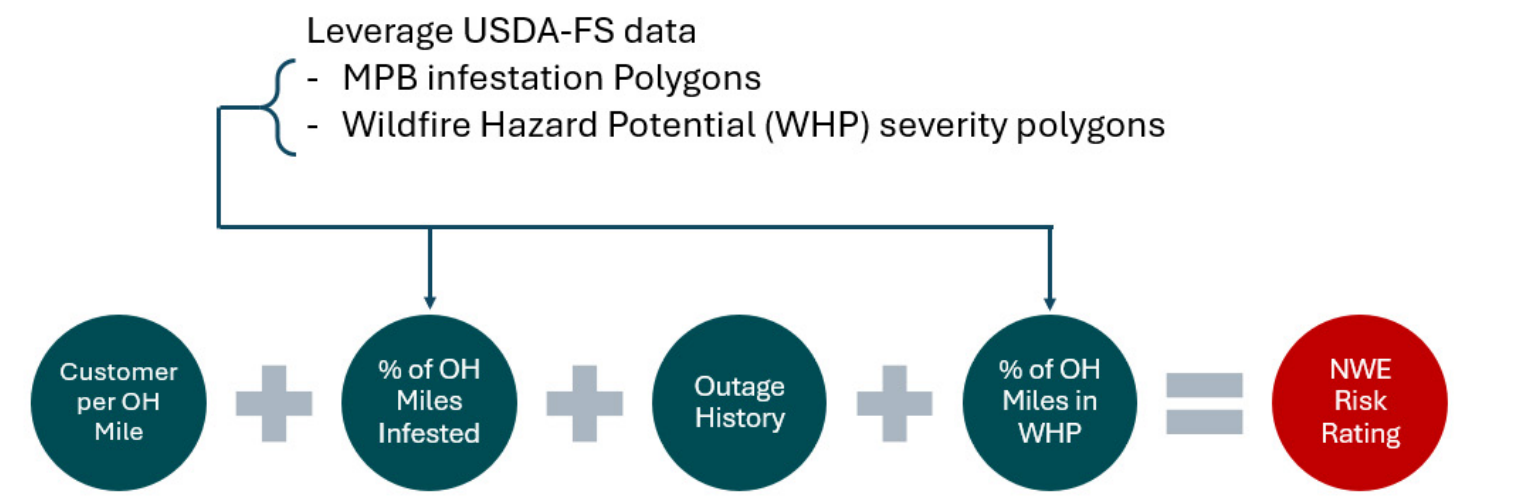 Leverage USDA-FS data
- MPB infestation Polygons
- Wildfire Hazard Potential (WHP) severity polygons
Customer
per OH
Mile
% of OH
Miles
Infested
Outage
History
% of OH
Miles in
WHP
NWE
Risk
Rating